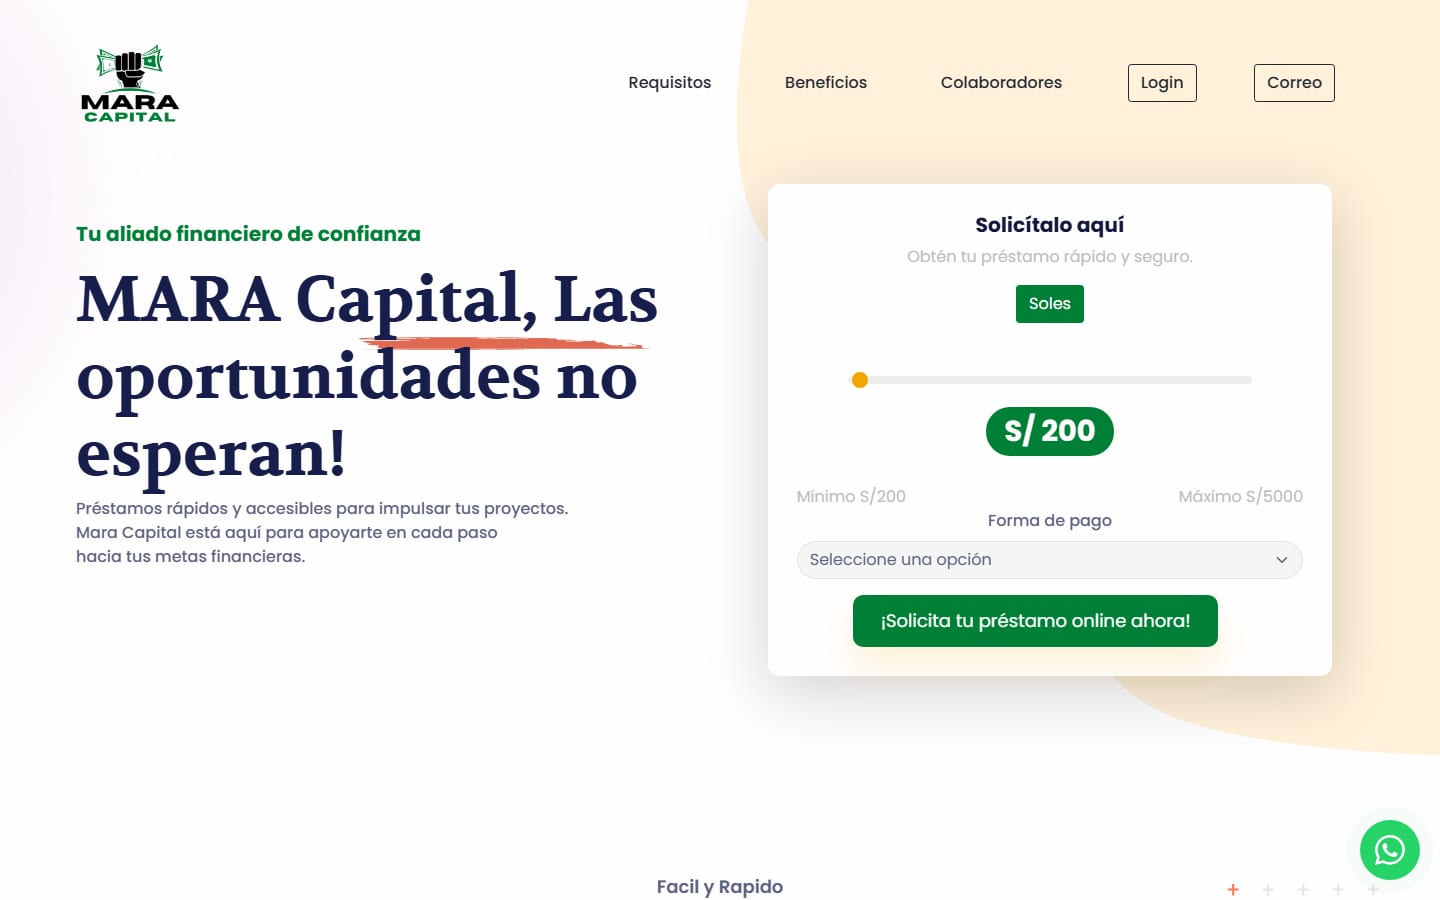 MARA
CAPITAL
Requisitos
Beneficios
Colaboradores
Login
Correo
Tu aliado financiero de confianza
MARA Capital, Las
oportunidades no
esperan!
Préstamos rápidos y accesibles para impulsar tus proyectos.
Mara Capital está aquí para apoyarte en cada paso
hacia tus metas financieras.
Solicítalo aquí
Obtén tu préstamo rápido y seguro.
Soles
S/ 200
Mínimo S/200
Máximo S/5000
Forma de pago
Seleccione una opción
¡Solicita tu préstamo online ahora!
Facil y Rapido